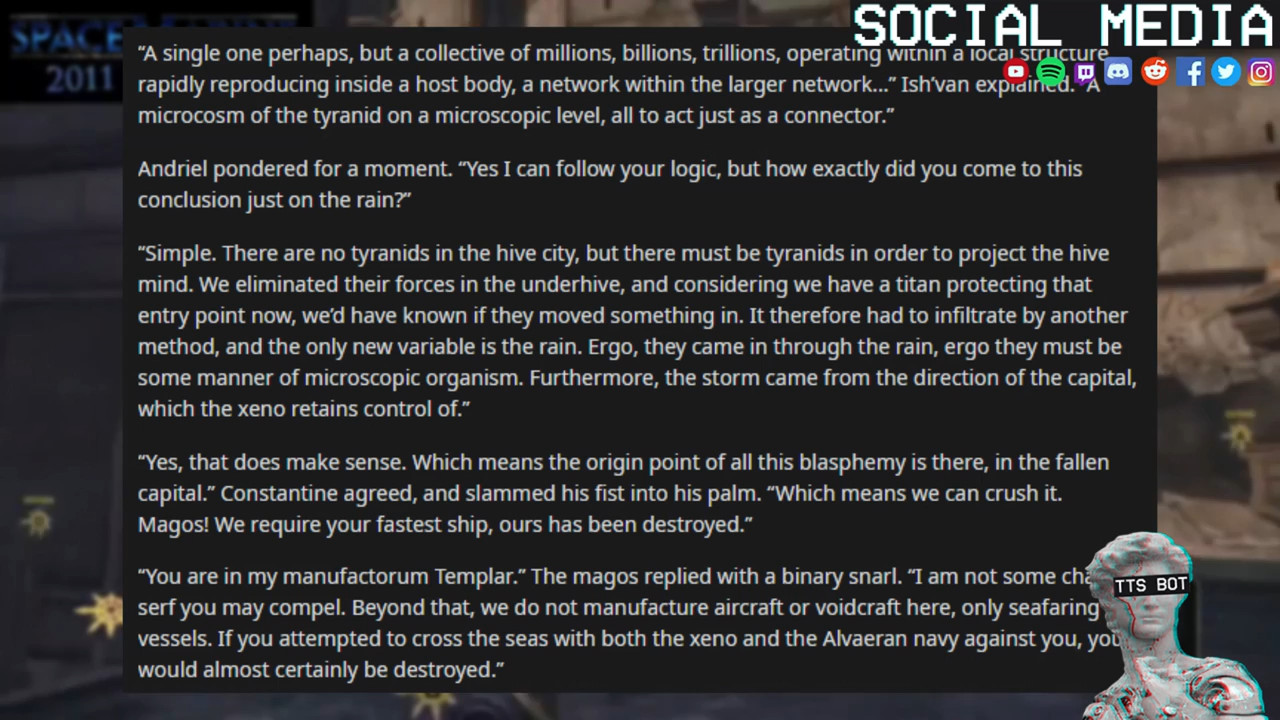 SOCIAL MEDIA
SPACE
2011
“A single one perhaps, but a collective of millions, billions, trillions, operating within a local structure
rapidly reproducing inside a host body, a network within the larger network...” Ish’van explained. “A
microcosm of the tyranid on a microscopic level, all to act just as a connector.”
Andriel pondered for a moment. “Yes I can follow your logic, but how exactly did you come to this
conclusion just on the rain?”
“Simple. There are no tyranids in the hive city, but there must be tyranids in order to project the hive
mind. We eliminated their forces in the underhive, and considering we have a titan protecting that
entry point now, we’d have known if they moved something in. It therefore had to infiltrate by another
method, and the only new variable is the rain. Ergo, they came in through the rain, ergo they must be
some manner of microscopic organism. Furthermore, the storm came from the direction of the capital,
which the xeno retains control of.”
“Yes, that does make sense. Which means the origin point of all this blasphemy is there, in the fallen
capital.” Constantine agreed, and slammed his fist into his palm. “Which means we can crush it.
Magos! We require your fastest ship, ours has been destroyed.”
“You are in my manufactorum Templar.” The magos replied with a binary snarl. “I am not some
serf you may compel. Beyond that, we do not manufacture aircraft or voidcraft here, only seafaring
vessels. If you attempted to cross the seas with both the xeno and the Alvaeran navy against you, you
would almost certainly be destroyed.”
TTS BOT